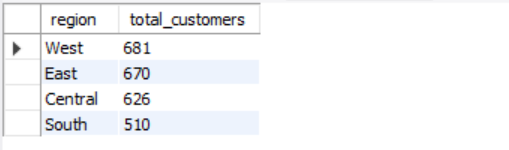 region total_customers
West 681
East 670
Central 626
South 510